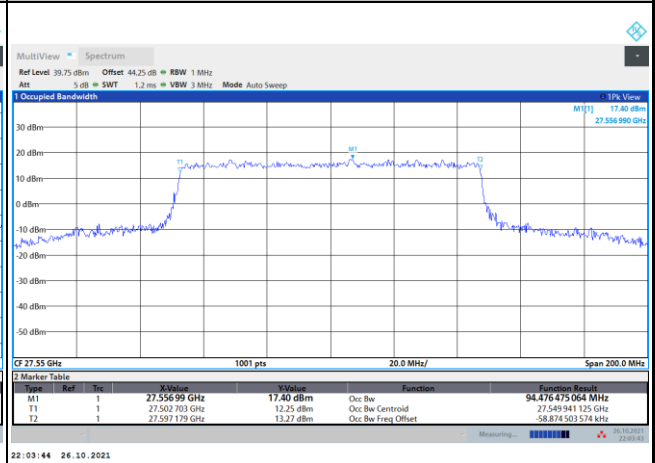 MultiView Spectrum
Ref Level 39.75 dBm Offset 44.25 dB RBW 1 MHz
Att 5 dB SWT 1.2 ms VBW 3 MHz Mode Auto Sweep
1 Occupied Bandwidth 1Pk View
M1[1] 17.40 dBm
27.556 990 GHz
30 dBm
M1
20 dBm
T1 T2
10 dBm
0 dBm
-10 dBm
-20 dBm
-30 dBm
-40 dBm
-50 dBm
CF 27.55 GHz 1001 pts 20.0 MHz/ Span 200.0 MHz
2 Marker Table
Type Ref Trc X-Value Y-Value Function Function Result
M1 1 27.556 99 GHz 17.40 dBm Occ Bw 94.476 475 064 MHz
T1 1 27.502 703 GHz 12.25 dBm Occ Bw Centroid 27.549 941 125 GHz
T2 1 27.597 179 GHz 13.27 dBm Occ Bw Freq Offset -58.874 503 574 kHz
Measuring... 26.10.2021
22:03:43
22:03:44 26.10.2021